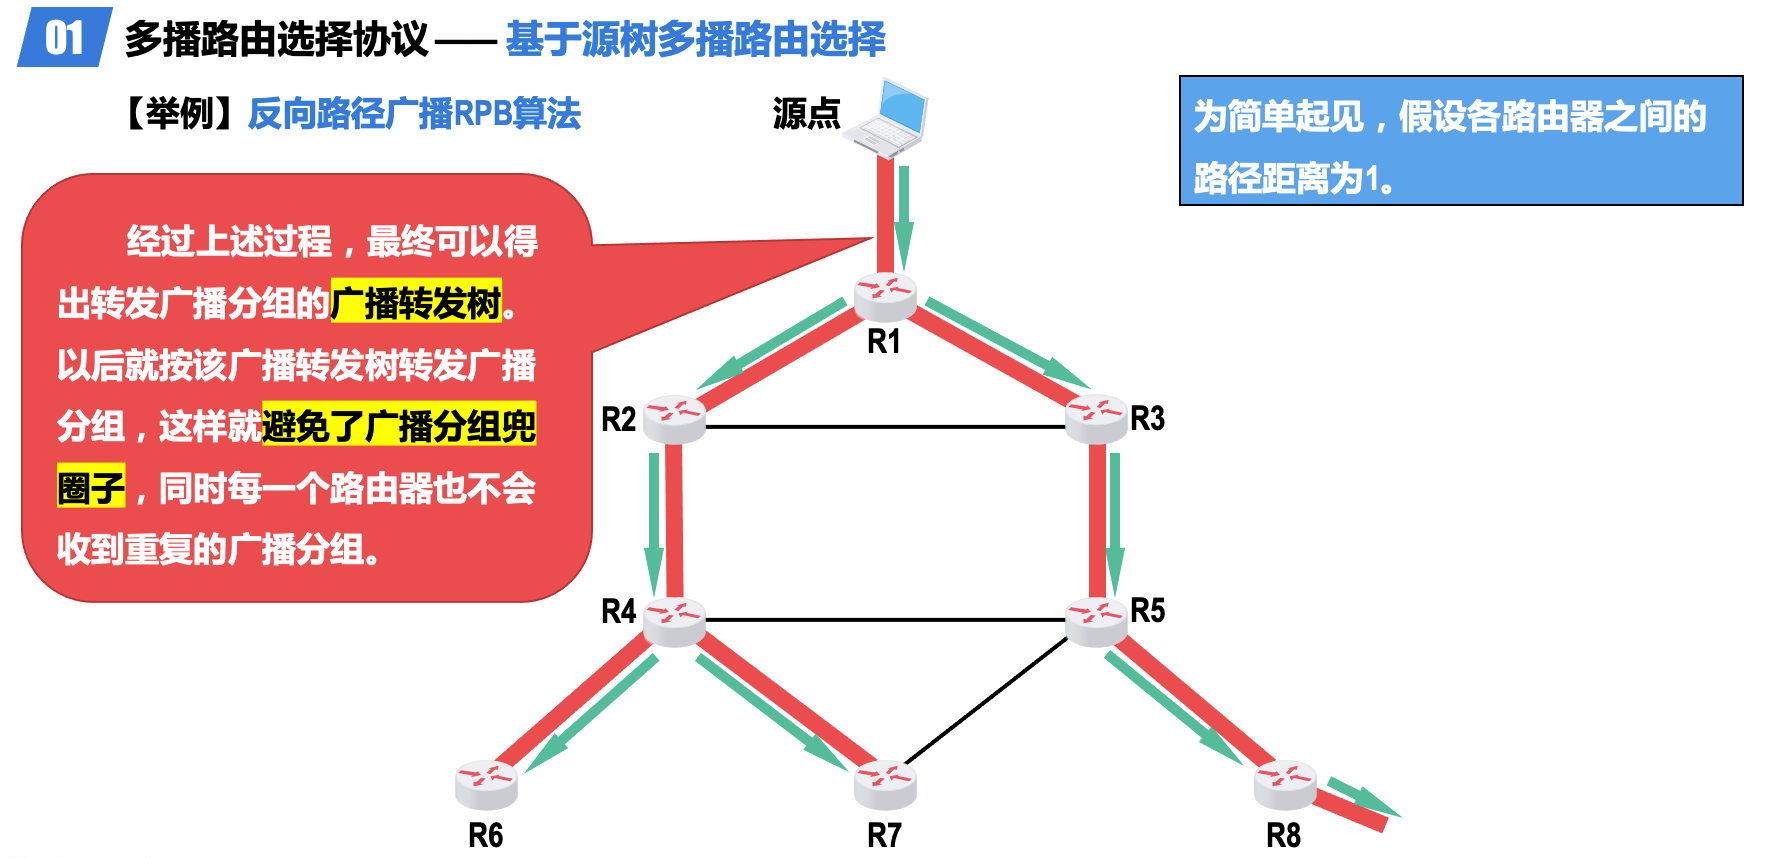 01 多播路由选择协议 —— 基于源树多播路由选择
【举例】反向路径广播RPB算法
源点
为简单起见，假设各路由器之间的
路径距离为1。
经过上述过程，最终可以得
出转发广播分组的广播转发树。
以后就按该广播转发树转发广播
分组，这样就避免了广播分组兜
圈子，同时每一个路由器也不会
收到重复的广播分组。
R1
R2
R3
R4
R5
R6
R7
R8